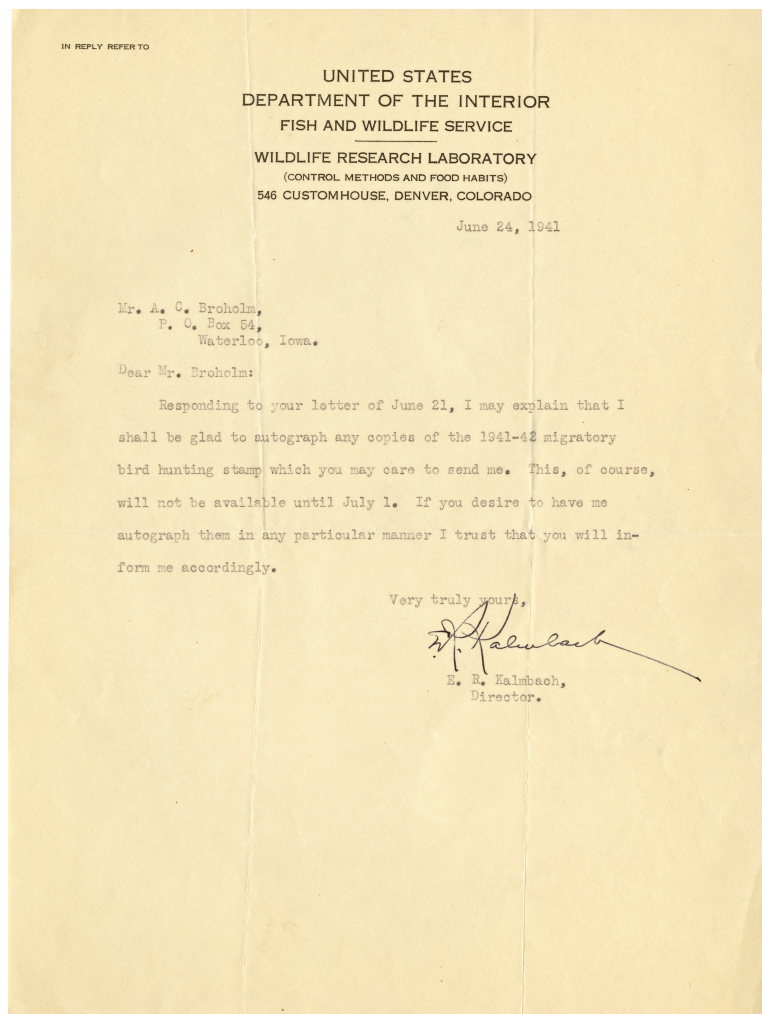 IN REPLY REFER TO
UNITED STATES
DEPARTMENT OF THE INTERIOR
FISH AND WILDLIFE SERVICE
WILDLIFE RESEARCH LABORATORY
(CONTROL METHODS AND FOOD HABITS)
546 CUSTOMHOUSE, DENVER, COLORADO
June 24, 1941
Mr. A. C. Broholm,
P. O. Box 54,
Waterloo, Iowa.
Dear Mr. Broholm:
Responding to your letter of June 21, I may explain that I
shall be glad to autograph any copies of the 1941-42 migratory
bird hunting stamp which you may care to send me. This, of course,
will not be available until July 1. If you desire to have me
autograph them in any particular manner I trust that you will in-
form me accordingly.
Very truly yours,
E. R. Kalmbach
E. R. Kalmbach,
Director.